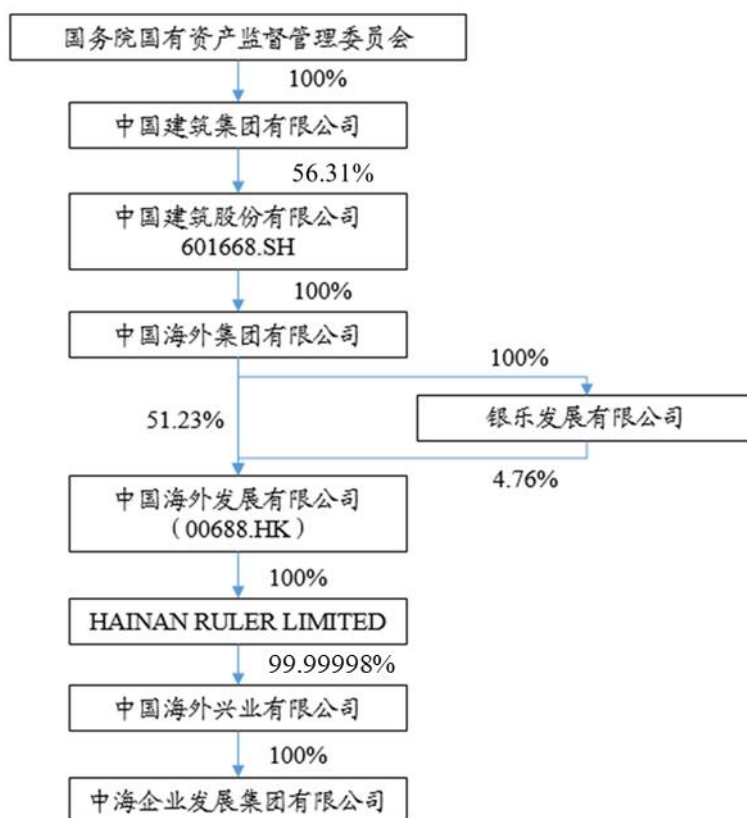 国务院国有资产监督管理委员会
100%
中国建筑集团有限公司
56.31%
中国建筑股份有限公司
601668.SH
100%
中国海外集团有限公司
100%
51.23%
银乐发展有限公司
4.76%
中国海外发展有限公司
（00688.HK）
100%
HAINAN RULER LIMITED
99.99998%
中国海外兴业有限公司
100%
中海企业发展集团有限公司